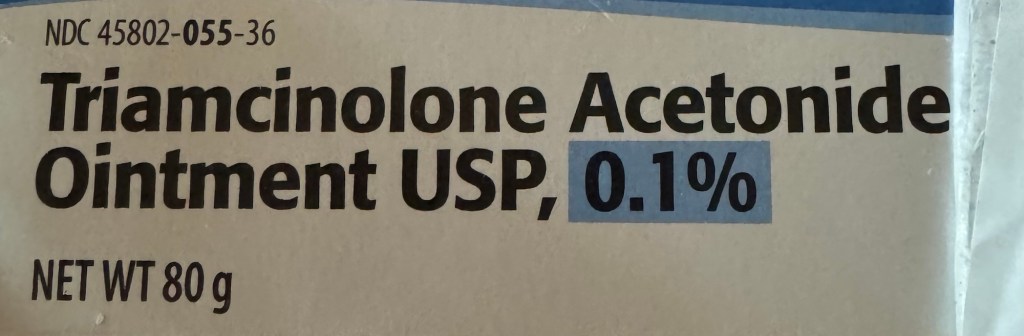 NDC 45802-055-36
Triamcinolone Acetonide
Ointment USP, 0.1%
NET WT 80 g